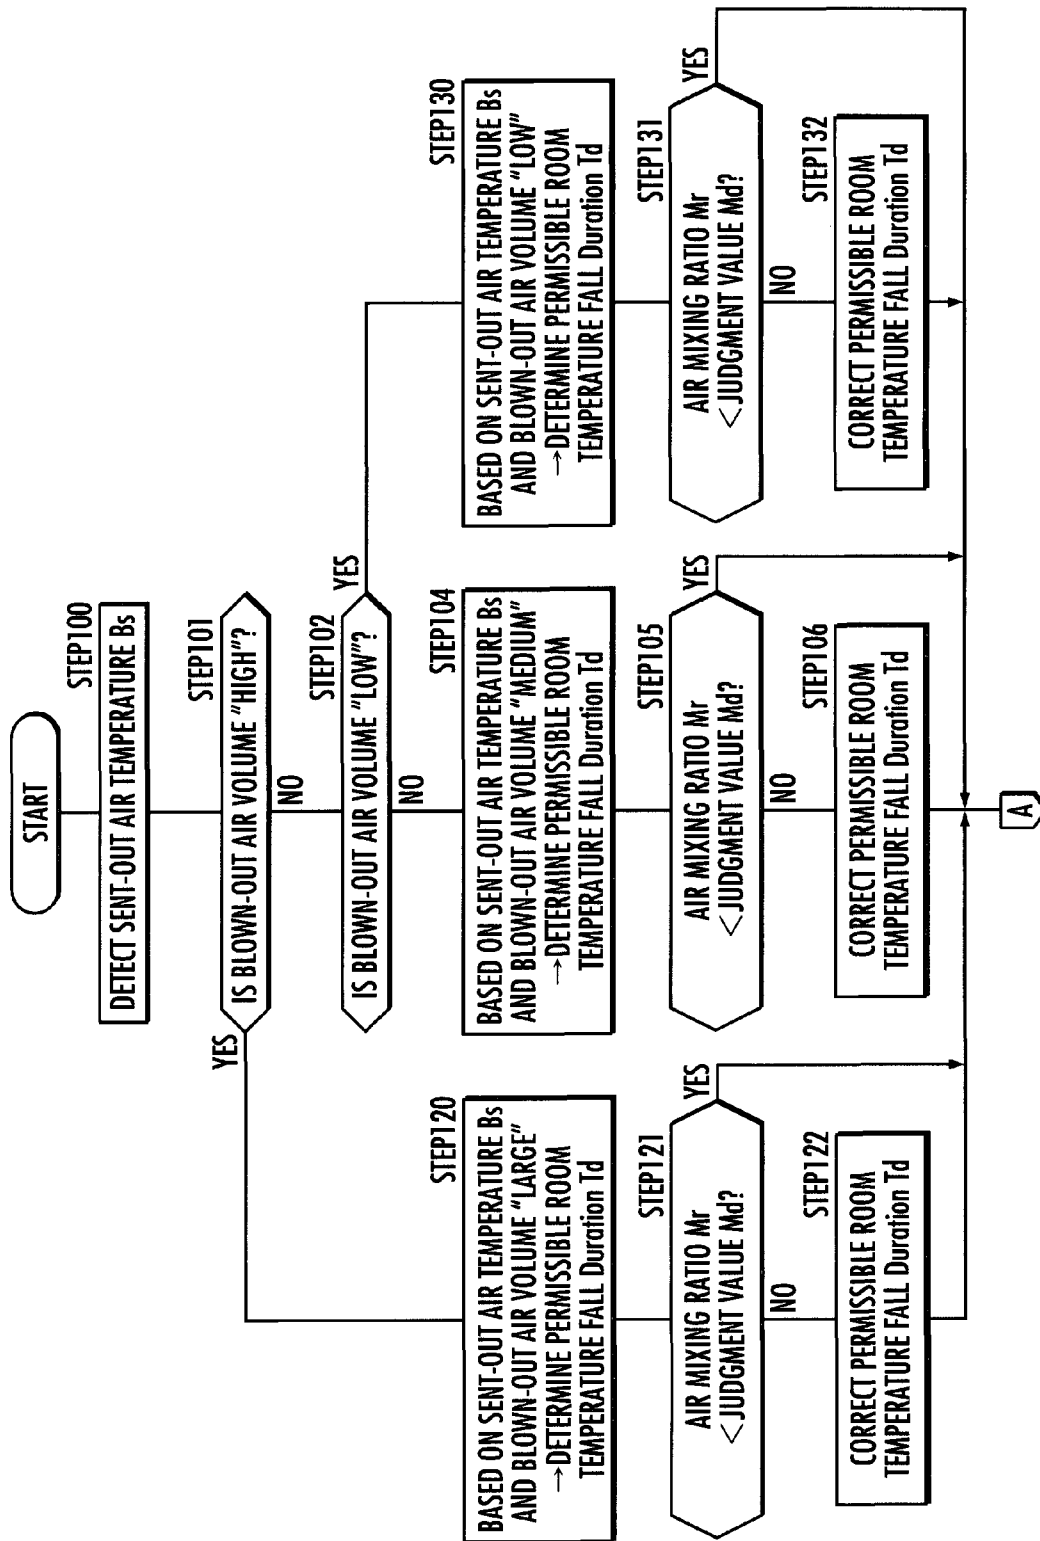 START
STEP100
DETECT SENT-OUT AIR TEMPERATURE Bs
STEP101
IS BLOWN-OUT AIR VOLUME "HIGH"?
YES
NO
STEP102
IS BLOWN-OUT AIR VOLUME "LOW"?
YES
NO
STEP120
BASED ON SENT-OUT AIR TEMPERATURE Bs
AND BLOWN-OUT AIR VOLUME "LARGE"
→DETERMINE PERMISSIBLE ROOM
TEMPERATURE FALL Duration Td
STEP121
AIR MIXING RATIO Mr
<JUDGMENT VALUE Md?
YES
NO
STEP122
CORRECT PERMISSIBLE ROOM
TEMPERATURE FALL Duration Td
STEP104
BASED ON SENT-OUT AIR TEMPERATURE Bs
AND BLOWN-OUT AIR VOLUME "MEDIUM"
→DETERMINE PERMISSIBLE ROOM
TEMPERATURE FALL Duration Td
STEP105
AIR MIXING RATIO Mr
<JUDGMENT VALUE Md?
YES
NO
STEP106
CORRECT PERMISSIBLE ROOM
TEMPERATURE FALL Duration Td
STEP130
BASED ON SENT-OUT AIR TEMPERATURE Bs
AND BLOWN-OUT AIR VOLUME "LOW"
→DETERMINE PERMISSIBLE ROOM
TEMPERATURE FALL Duration Td
STEP131
AIR MIXING RATIO Mr
<JUDGMENT VALUE Md?
YES
NO
STEP132
CORRECT PERMISSIBLE ROOM
TEMPERATURE FALL Duration Td
A